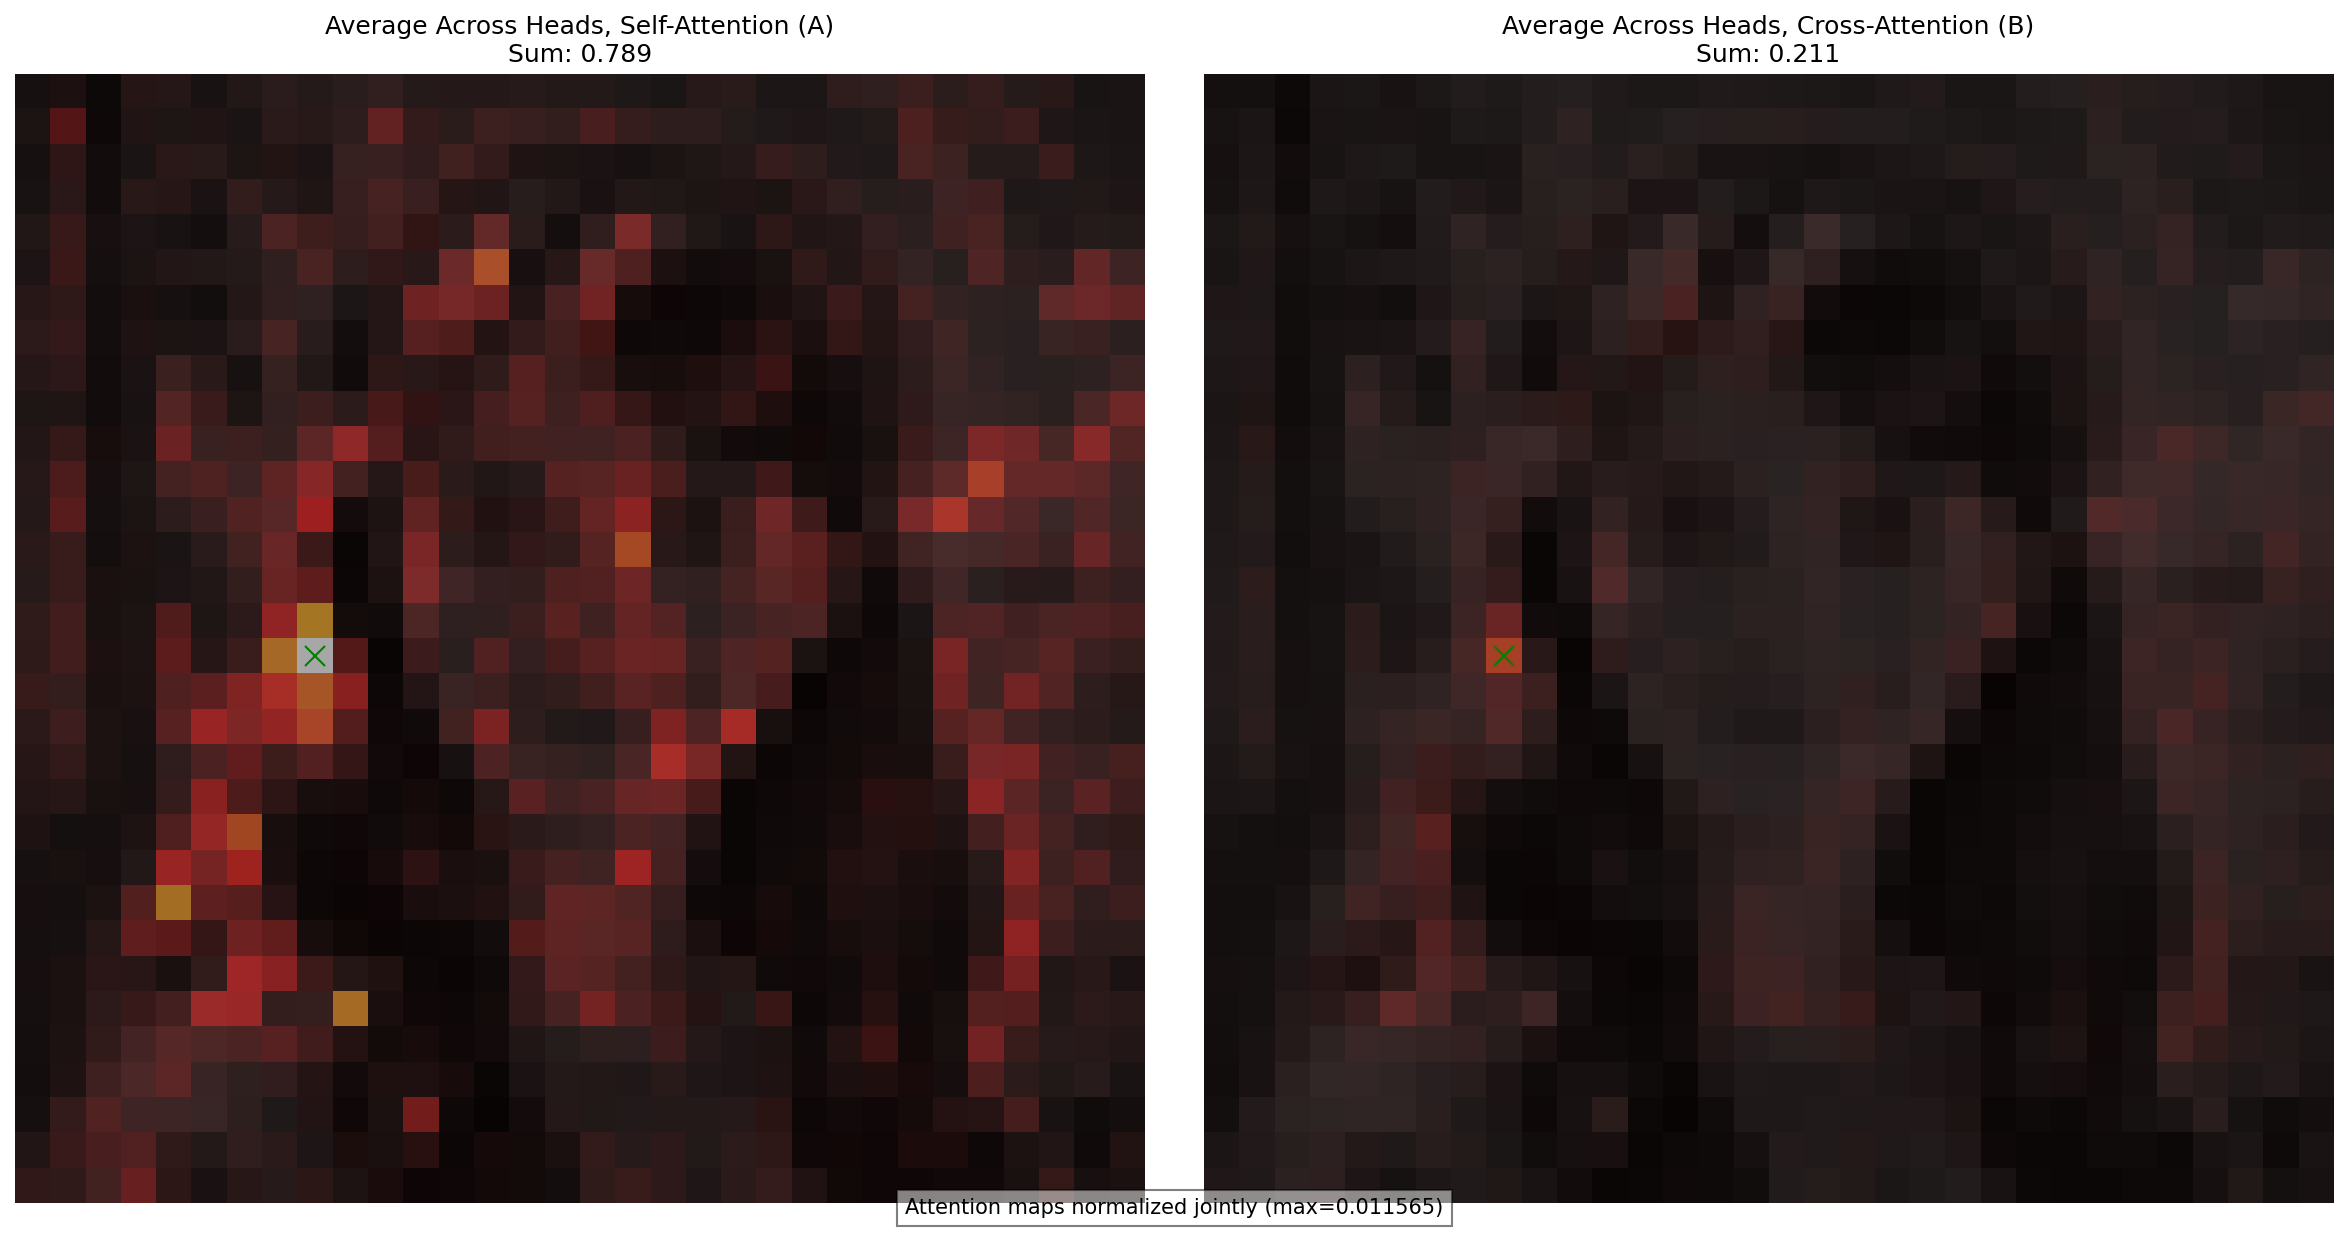 Average Across Heads, Self-Attention (A)
Sum: 0.789
Average Across Heads, Cross-Attention (B)
Sum: 0.211
Attention maps normalized jointly (max=0.011565)